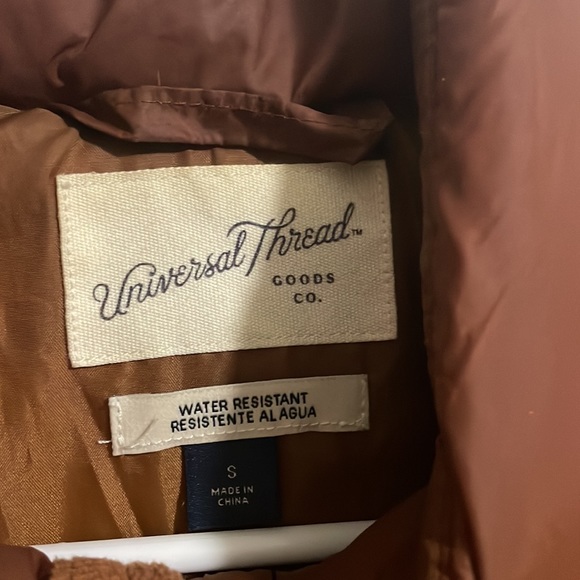 Universal Thread™
GOODS
CO.
WATER RESISTANT
RESISTENTE AL AGUA
S
MADE IN
CHINA